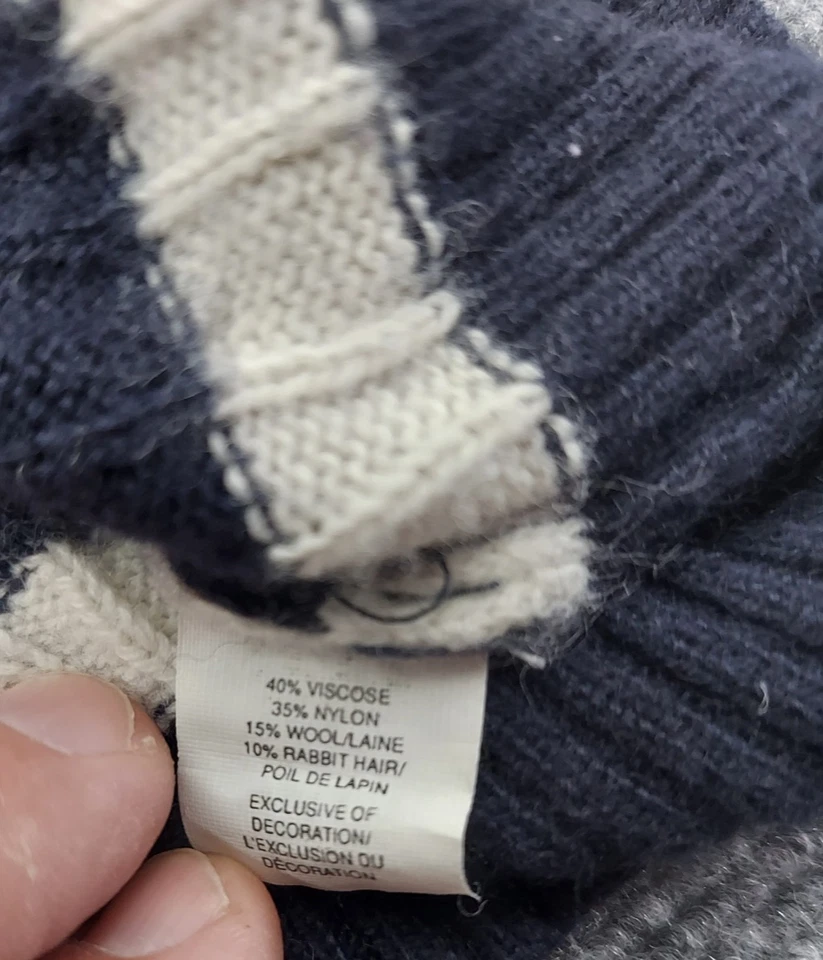 40% VISCOSE
35% NYLON
15% WOOL/LAINE
10% RABBIT HAIR/
POIL DE LAPIN
EXCLUSIVE OF
DECORATION/
L'EXCLUSION DU
DÉCORATION